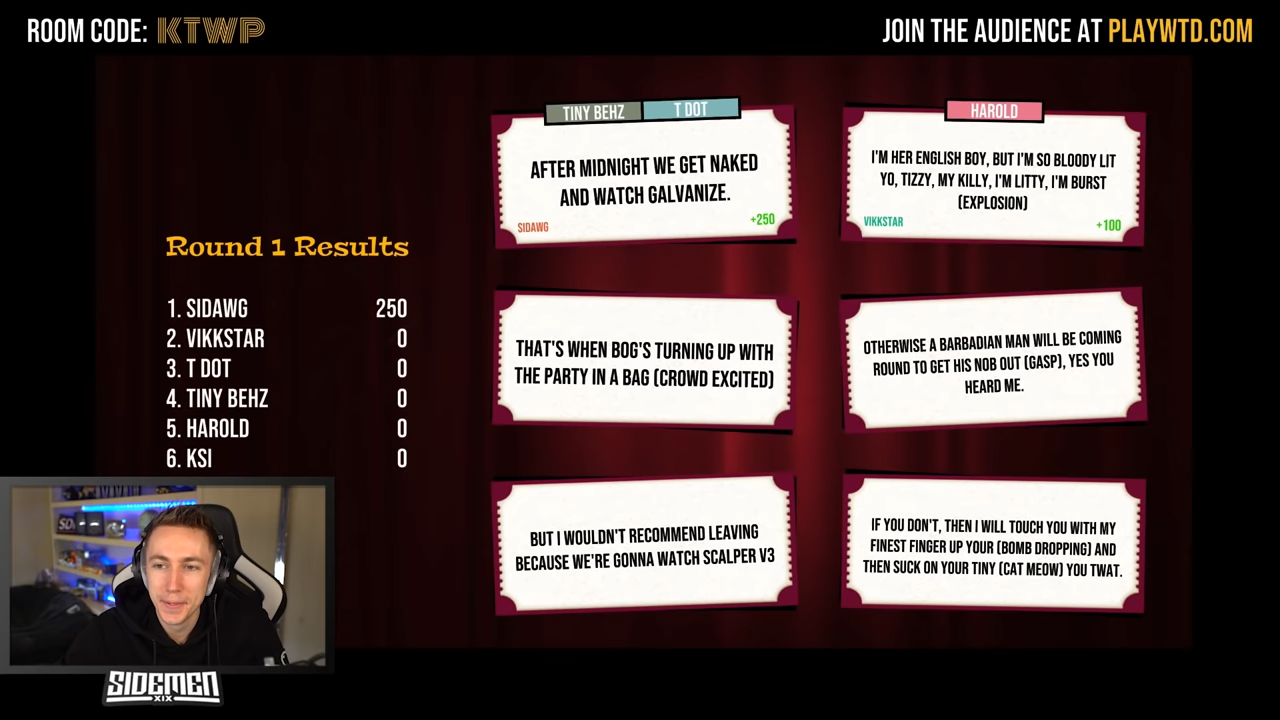 ROOM CODE: KTWP
JOIN THE AUDIENCE AT PLAYWTD.COM
Round 1 Results
1. SIDAWG 250
2. VIKKSTAR 0
3. T DOT 0
4. TINY BEHZ 0
5. HAROLD 0
6. KSI 0
TINY BEHZ T DOT
AFTER MIDNIGHT WE GET NAKED
AND WATCH GALVANIZE.
SIDAWG +250
HAROLD
I'M HER ENGLISH BOY, BUT I'M SO BLOODY LIT
YO, TIZZY, MY KILLY, I'M LITTY, I'M BURST
(EXPLOSION)
VIKKSTAR +100
THAT'S WHEN BOG'S TURNING UP WITH
THE PARTY IN A BAG (CROWD EXCITED)
OTHERWISE A BARBADIAN MAN WILL BE COMING
ROUND TO GET HIS NOB OUT (GASP), YES YOU
HEARD ME.
BUT I WOULDN'T RECOMMEND LEAVING
BECAUSE WE'RE GONNA WATCH SCALPER V3
IF YOU DON'T, THEN I WILL TOUCH YOU WITH MY
FINEST FINGER UP YOUR (BOMB DROPPING) AND
THEN SUCK ON YOUR TINY (CAT MEOW) YOU TWAT.
SIDEMEN
XIX